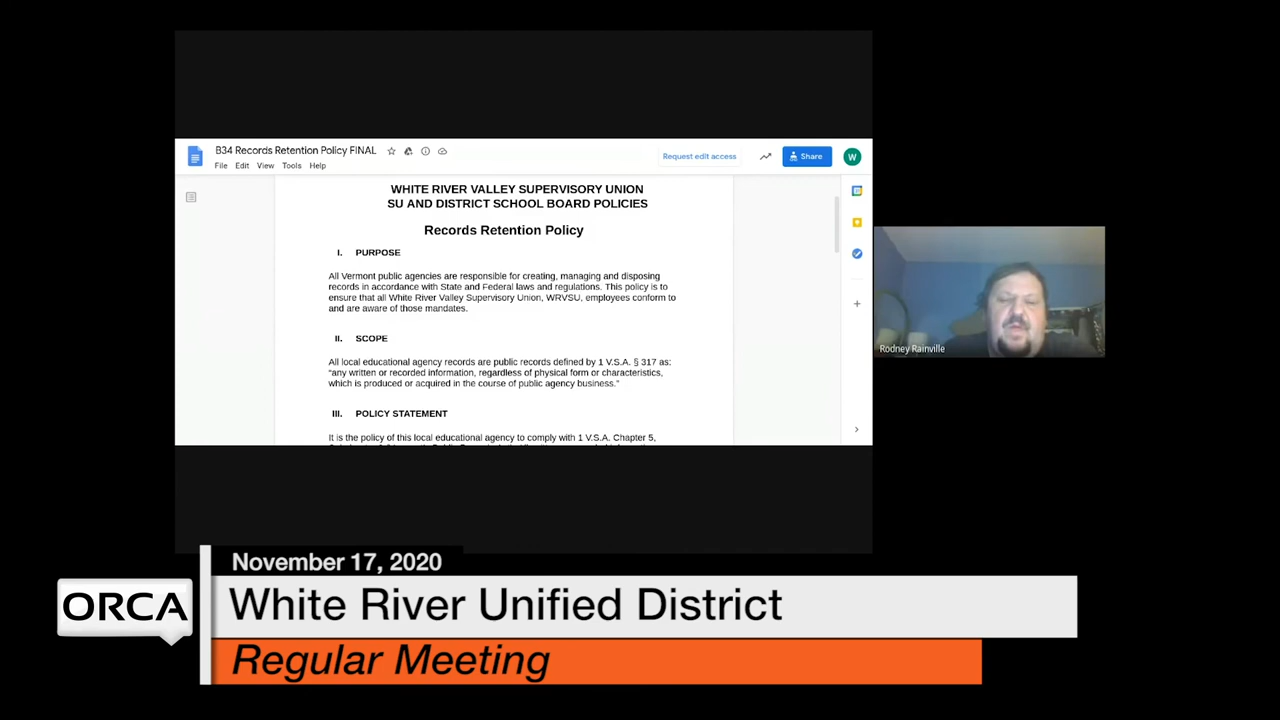 B34 Records Retention Policy FINAL
File Edit View Tools Help
Request edit access
Share
W
WHITE RIVER VALLEY SUPERVISORY UNION
SU AND DISTRICT SCHOOL BOARD POLICIES
Records Retention Policy
I. PURPOSE
All Vermont public agencies are responsible for creating, managing and disposing
records in accordance with State and Federal laws and regulations. This policy is to
ensure that all White River Valley Supervisory Union, WRVSU, employees conform to
and are aware of those mandates.
II. SCOPE
All local educational agency records are public records defined by 1 V.S.A. § 317 as:
“any written or recorded information, regardless of physical form or characteristics,
which is produced or acquired in the course of public agency business.”
III. POLICY STATEMENT
It is the policy of this local educational agency to comply with 1 V.S.A. Chapter 5,
Rodney Rainville
November 17, 2020
ORCA
White River Unified District
Regular Meeting